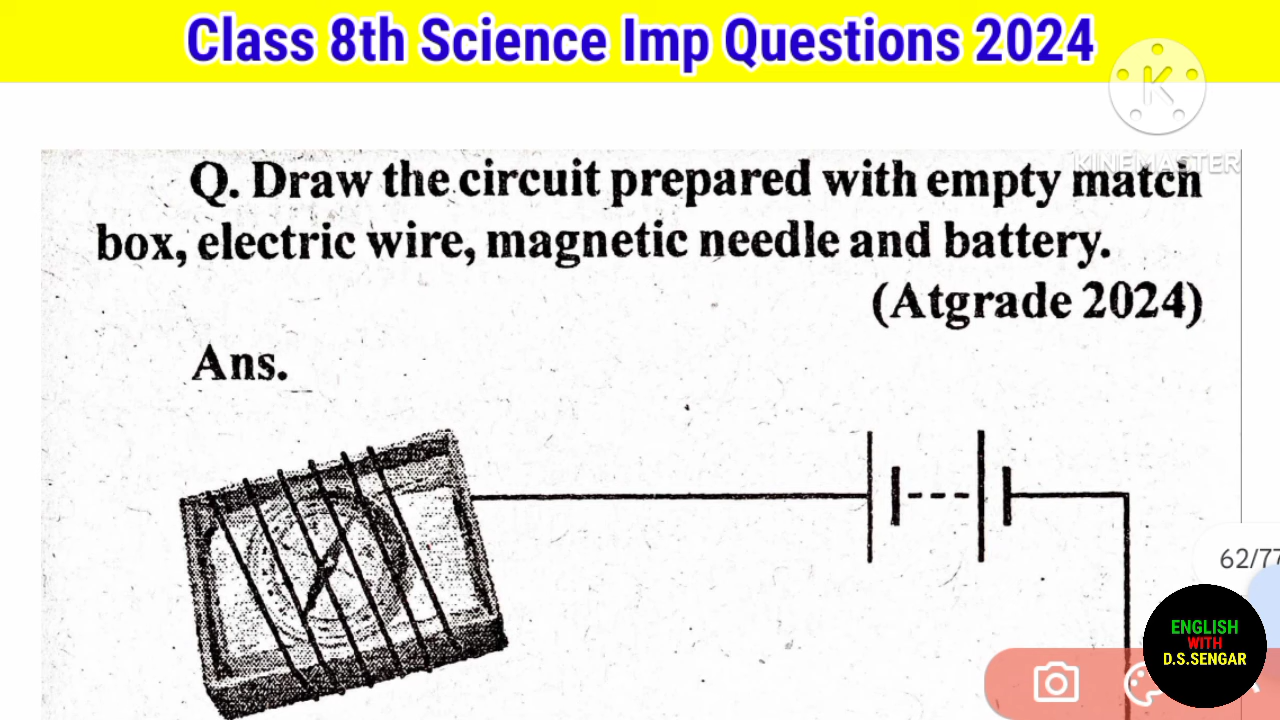 Class 8th Science Imp Questions 2024
K
KINEMASTER
Q. Draw the circuit prepared with empty match
box, electric wire, magnetic needle and battery.
(Atgrade 2024)
Ans.
62/77
ENGLISH
WITH
D.S.SENGAR